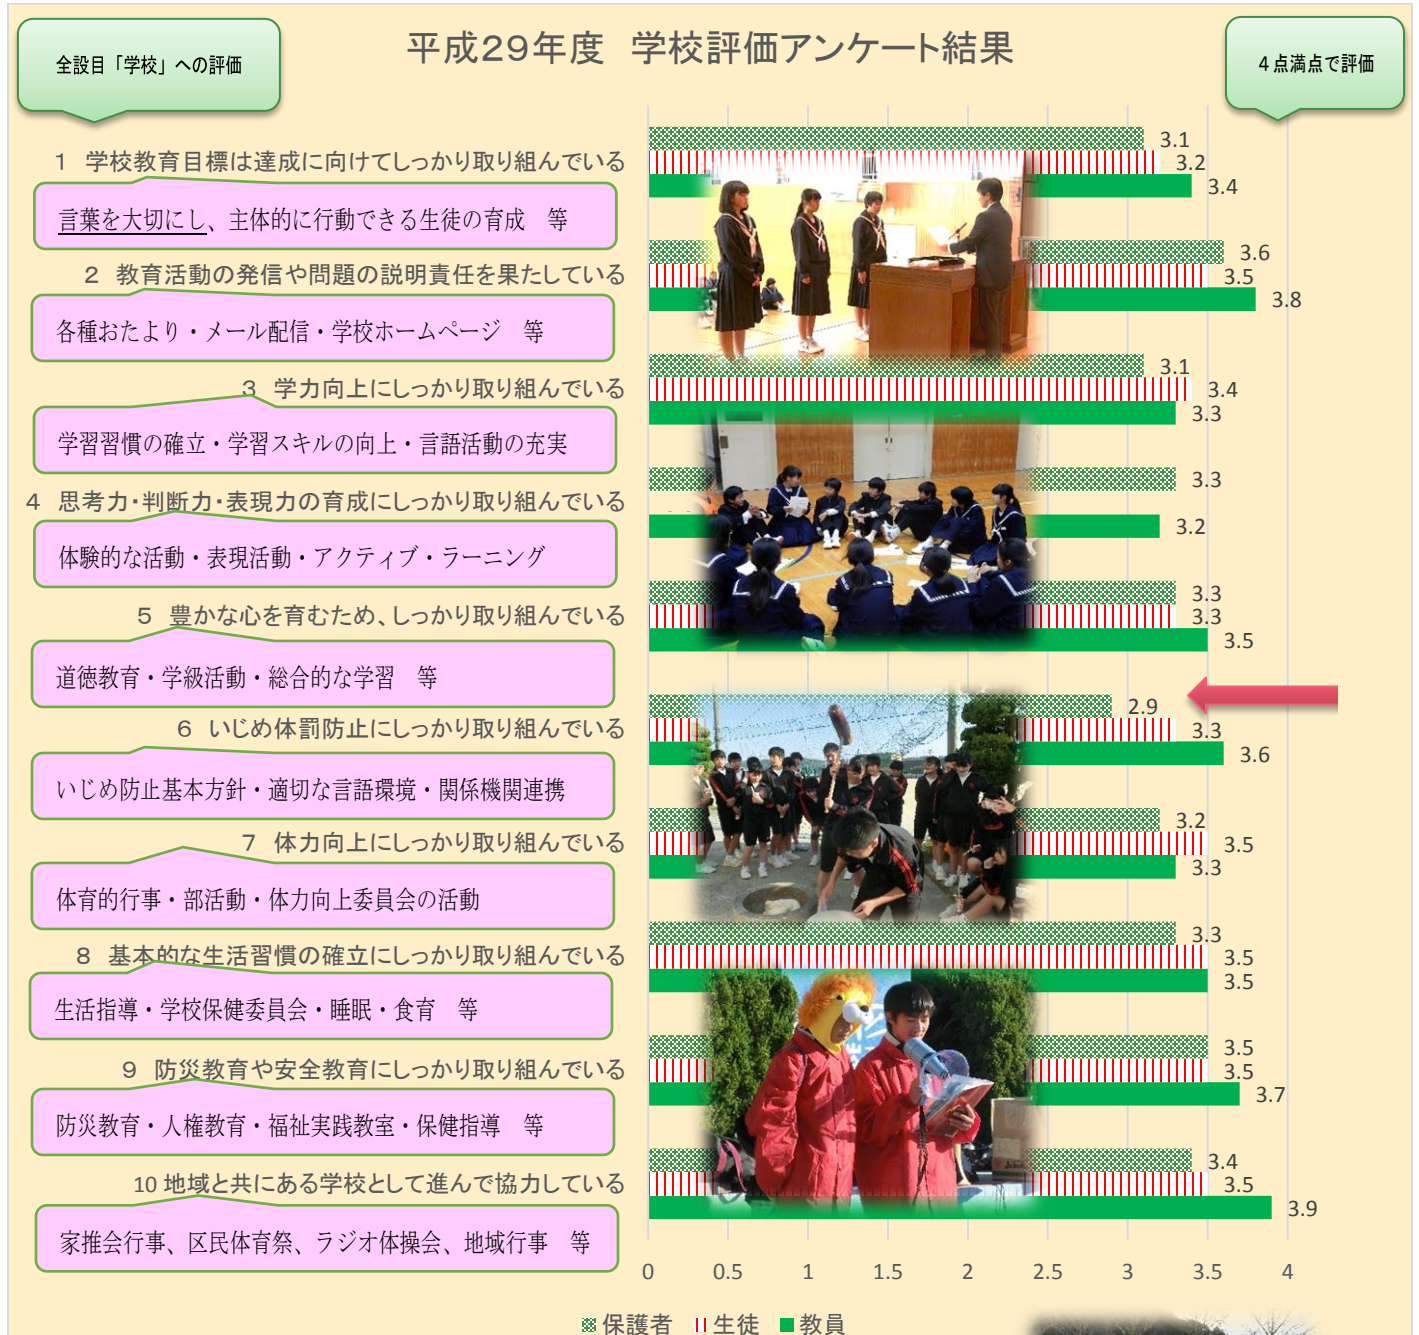 全設目「学校」への評価
平成29年度　学校評価アンケート結果
4点満点で評価
1　学校教育目標は達成に向けてしっかり取り組んでいる
言葉を大切にし、主体的に行動できる生徒の育成　等
3.1
3.2
3.4
2　教育活動の発信や問題の説明責任を果たしている
各種おたより・メール配信・学校ホームページ　等
3.6
3.5
3.8
3　学力向上にしっかり取り組んでいる
学習習慣の確立・学習スキルの向上・言語活動の充実
3.1
3.4
3.3
4　思考力・判断力・表現力の育成にしっかり取り組んでいる
体験的な活動・表現活動・アクティブ・ラーニング
3.3
3.2
5　豊かな心を育むため、しっかり取り組んでいる
道徳教育・学級活動・総合的な学習　等
3.3
3.3
3.5
6　いじめ体罰防止にしっかり取り組んでいる
いじめ防止基本方針・適切な言語環境・関係機関連携
2.9
3.3
3.6
7　体力向上にしっかり取り組んでいる
体育的行事・部活動・体力向上委員会の活動
3.2
3.5
3.3
8　基本的な生活習慣の確立にしっかり取り組んでいる
生活指導・学校保健委員会・睡眠・食育　等
3.3
3.5
3.5
9　防災教育や安全教育にしっかり取り組んでいる
防災教育・人権教育・福祉実践教室・保健指導　等
3.5
3.5
3.7
10 地域と共にある学校として進んで協力している
家推会行事、区民体育祭、ラジオ体操会、地域行事　等
3.4
3.5
3.9
0　0.5　1　1.5　2　2.5　3　3.5　4
保護者　生徒　教員